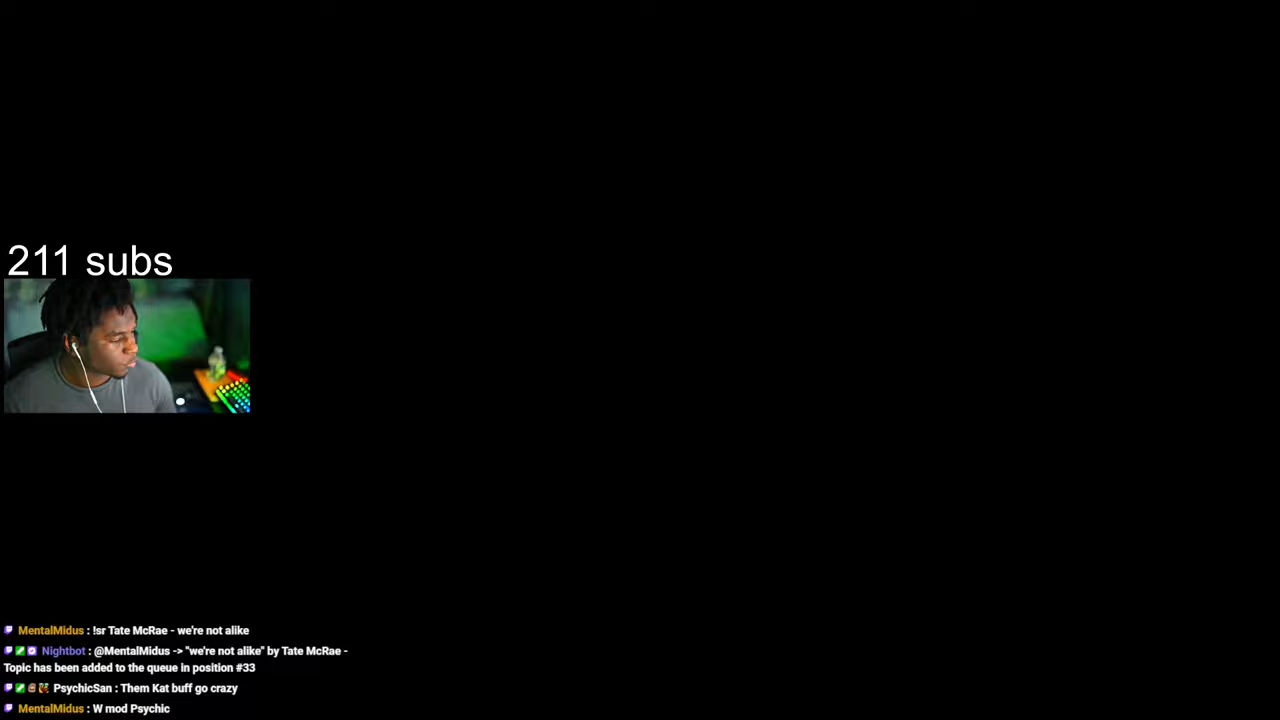 211 subs
MentalMidus : !sr Tate McRae - we're not alike
Nightbot : @MentalMidus -> "we're not alike" by Tate McRae -
Topic has been added to the queue in position #33
PsychicSan : Them Kat buff go crazy
MentalMidus : W mod Psychic